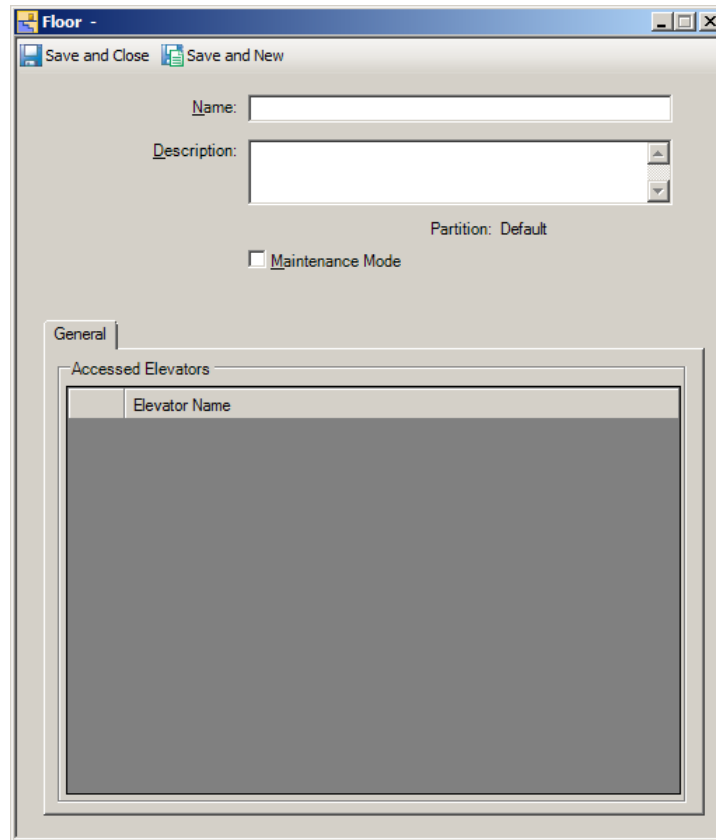 Floor -
Save and Close Save and New
Name:
Description:
Partition: Default
Maintenance Mode
General
Accessed Elevators
Elevator Name